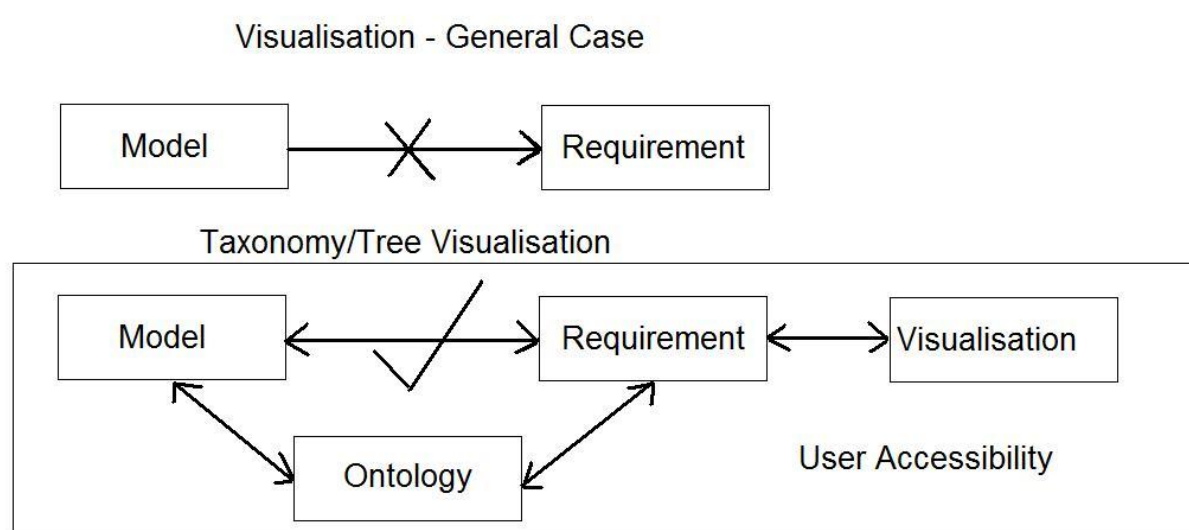 Visualisation - General Case
Model
Requirement
Taxonomy/Tree Visualisation
Model
Requirement
Visualisation
Ontology
User Accessibility